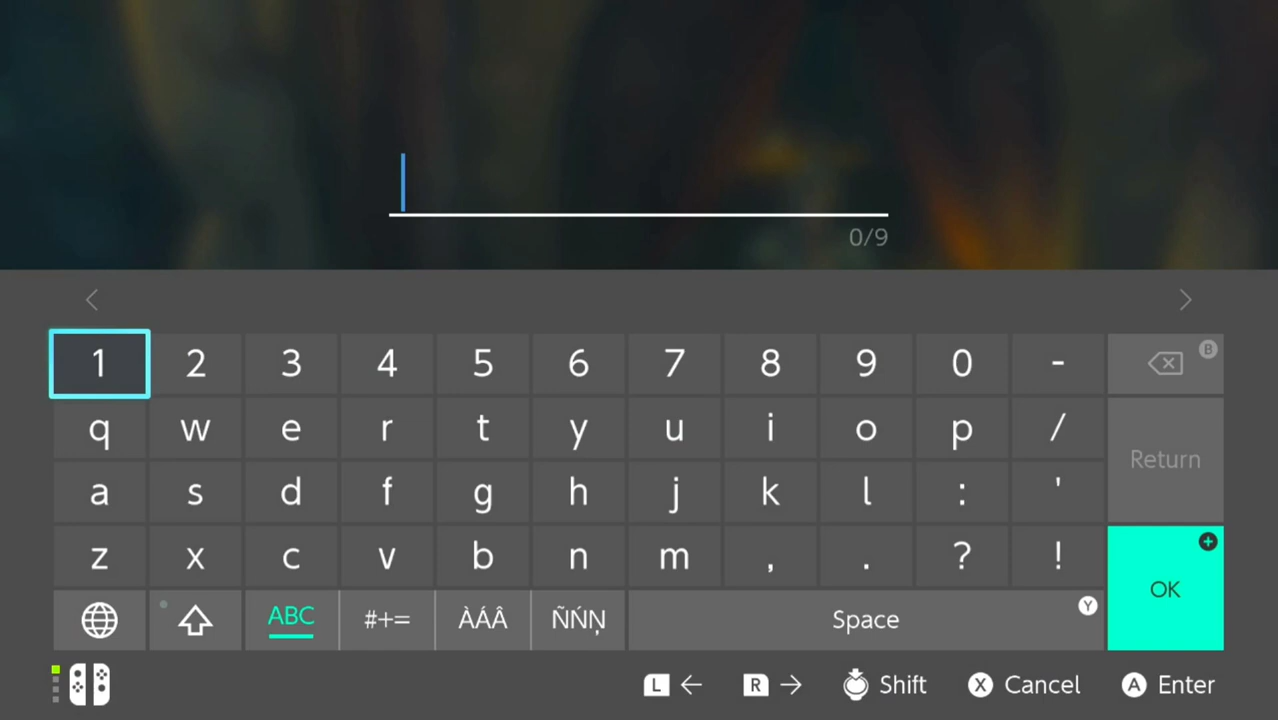 0/9
1 2 3 4 5 6 7 8 9 0 - B
q w e r t y u i o p /
Return
a s d f g h j k l : '
z x c v b n m , . ? ! +
OK
ABC #+= ÀÁÂ ÑŃŅ Space Y
L ← R → Shift X Cancel A Enter